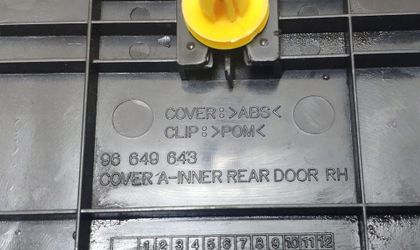 COVER:>ABS<
CLIP:>POM<
96 649 643
COVER A-INNER REAR DOOR RH
1 2 3 4 5 6 7 8 9 10 11 12